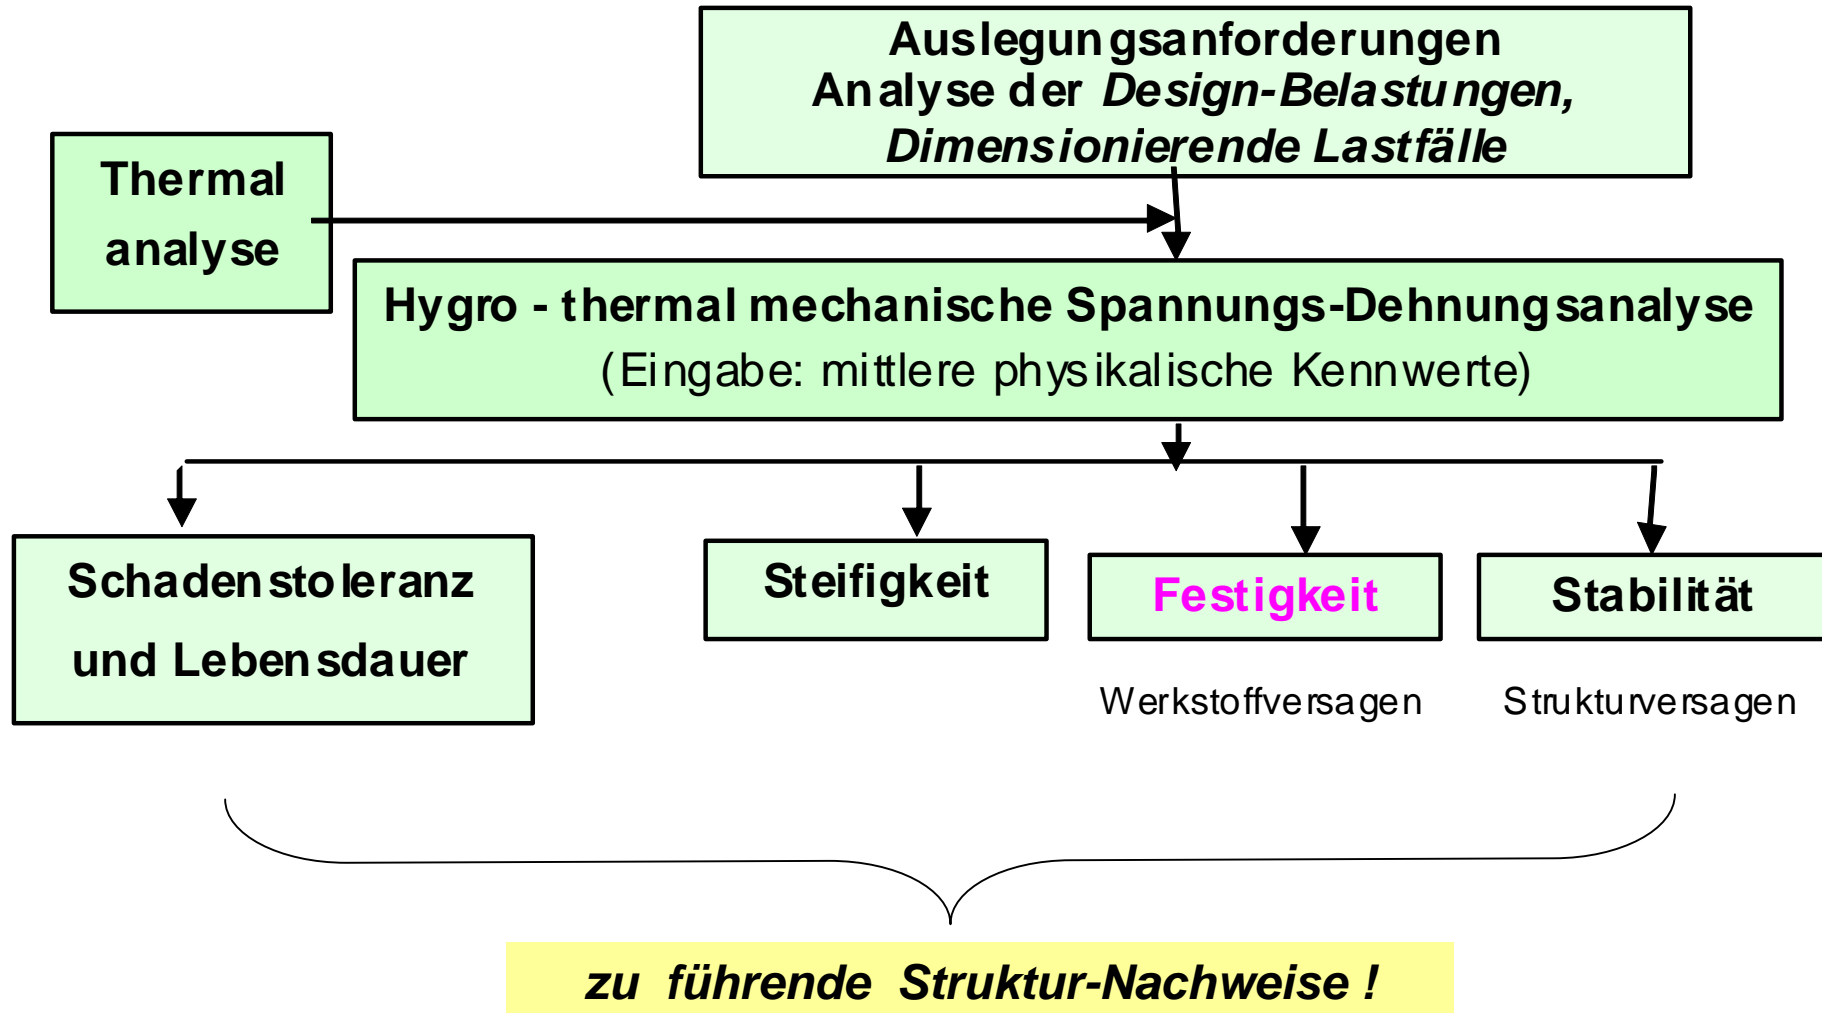 Auslegungsanforderungen
Analyse der Design-Belastungen,
Dimensionierende Lastfälle
Thermal
analyse
Hygro - thermal mechanische Spannungs-Dehnungsanalyse
(Eingabe: mittlere physikalische Kennwerte)
Schadenstoleranz
und Lebensdauer
Steifigkeit
Festigkeit
Stabilität
Werkstoffversagen
Strukturversagen
zu führende Struktur-Nachweise !